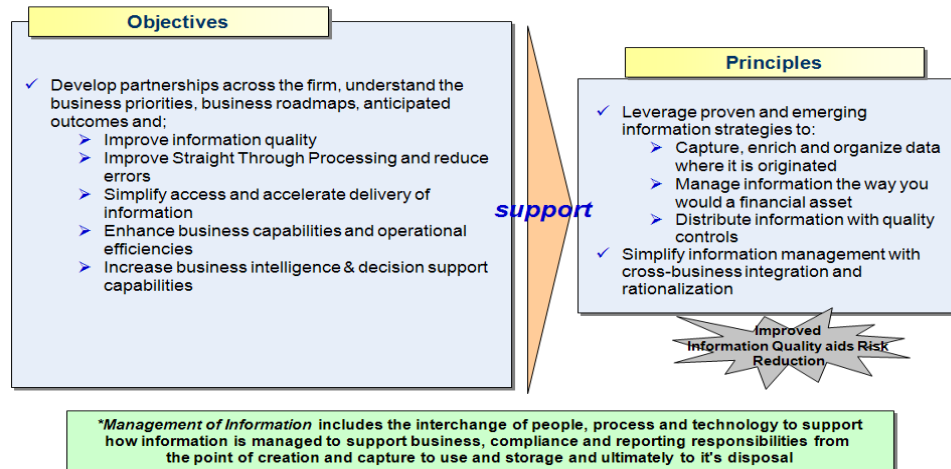 Objectives
Develop partnerships across the firm, understand the
business priorities, business roadmaps, anticipated
outcomes and;
Improve information quality
Improve Straight Through Processing and reduce
errors
Simplify access and accelerate delivery of
information
Enhance business capabilities and operational
efficiencies
Increase business intelligence & decision support
capabilities
support
Principles
Leverage proven and emerging
information strategies to:
Capture, enrich and organize data
where it is originated
Manage information the way you
would a financial asset
Distribute information with quality
controls
Simplify information management with
cross-business integration and
rationalization
Improved
Information Quality aids Risk
Reduction
*Management of Information includes the interchange of people, process and technology to support
how information is managed to support business, compliance and reporting responsibilities from
the point of creation and capture to use and storage and ultimately to it's disposal